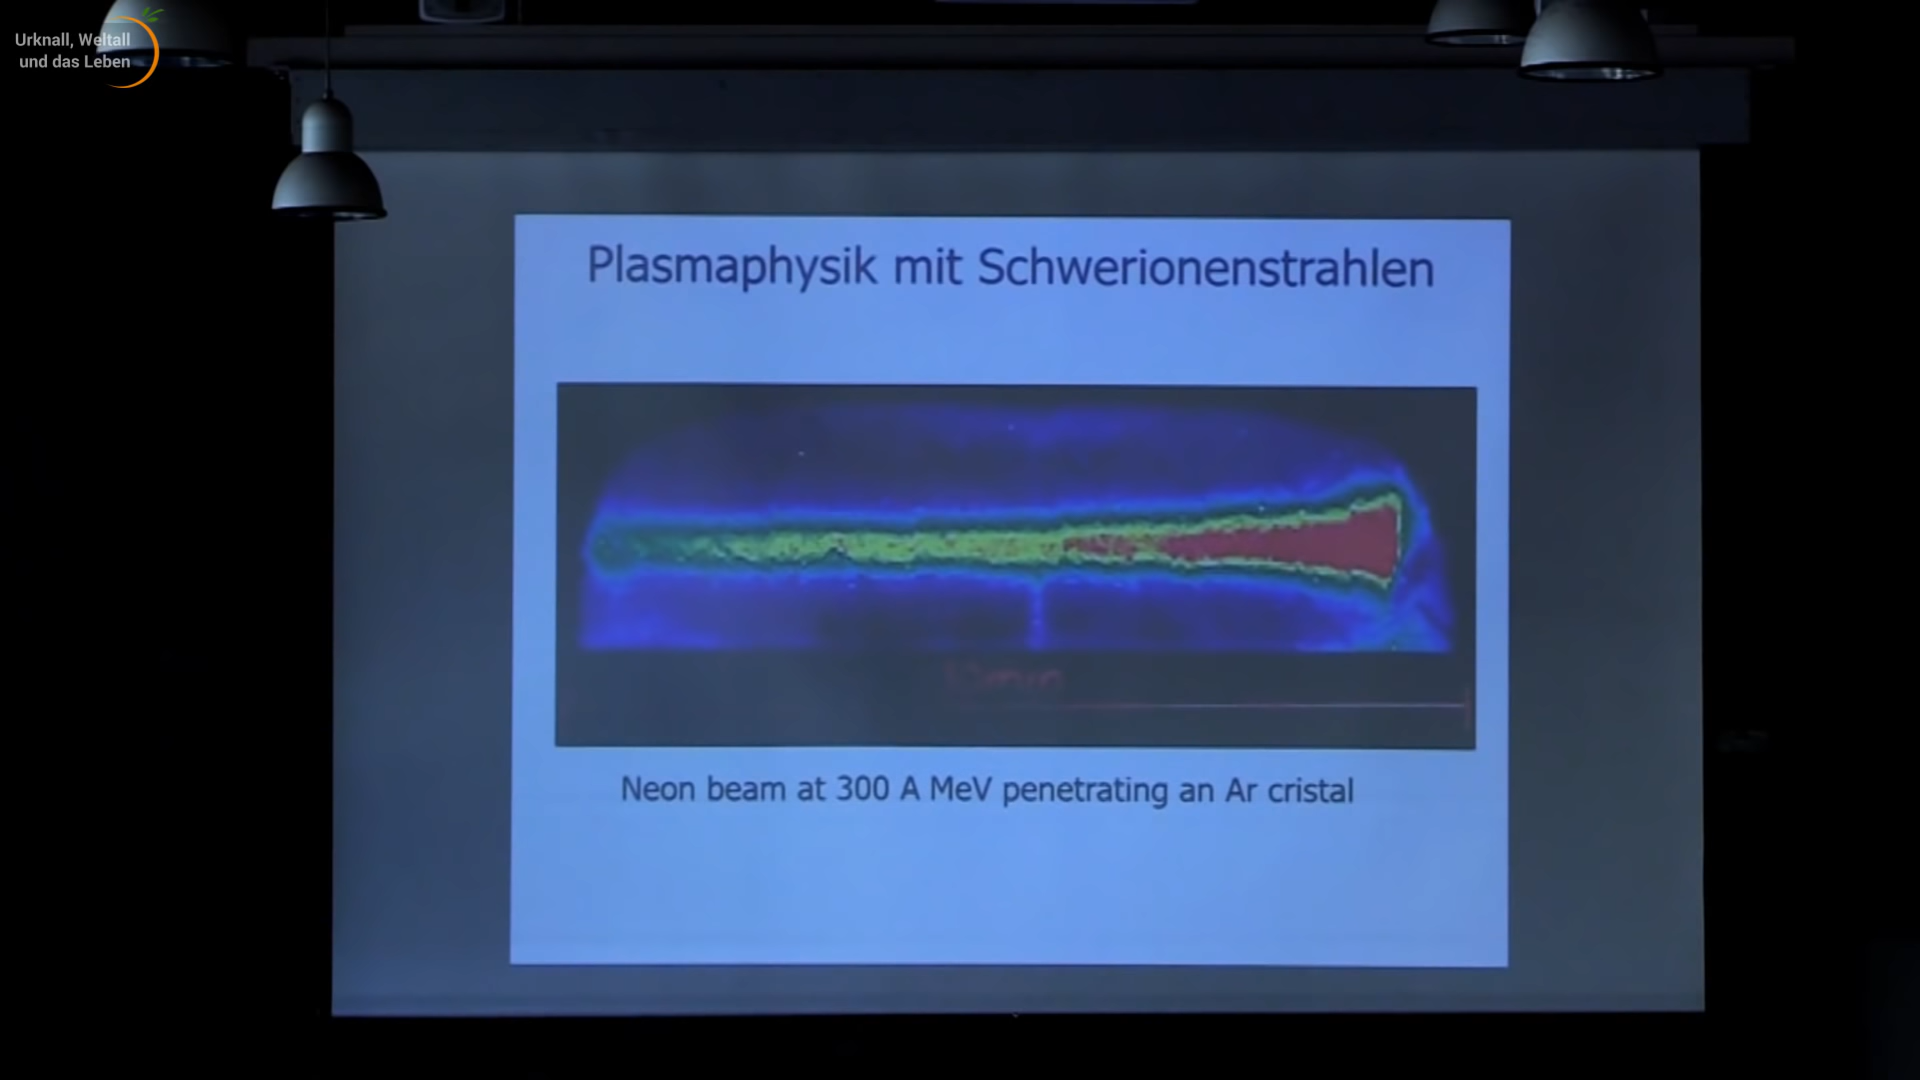 Urknall, Weltall
und das Leben
Plasmaphysik mit Schwerionenstrahlen
Neon beam at 300 A MeV penetrating an Ar cristal